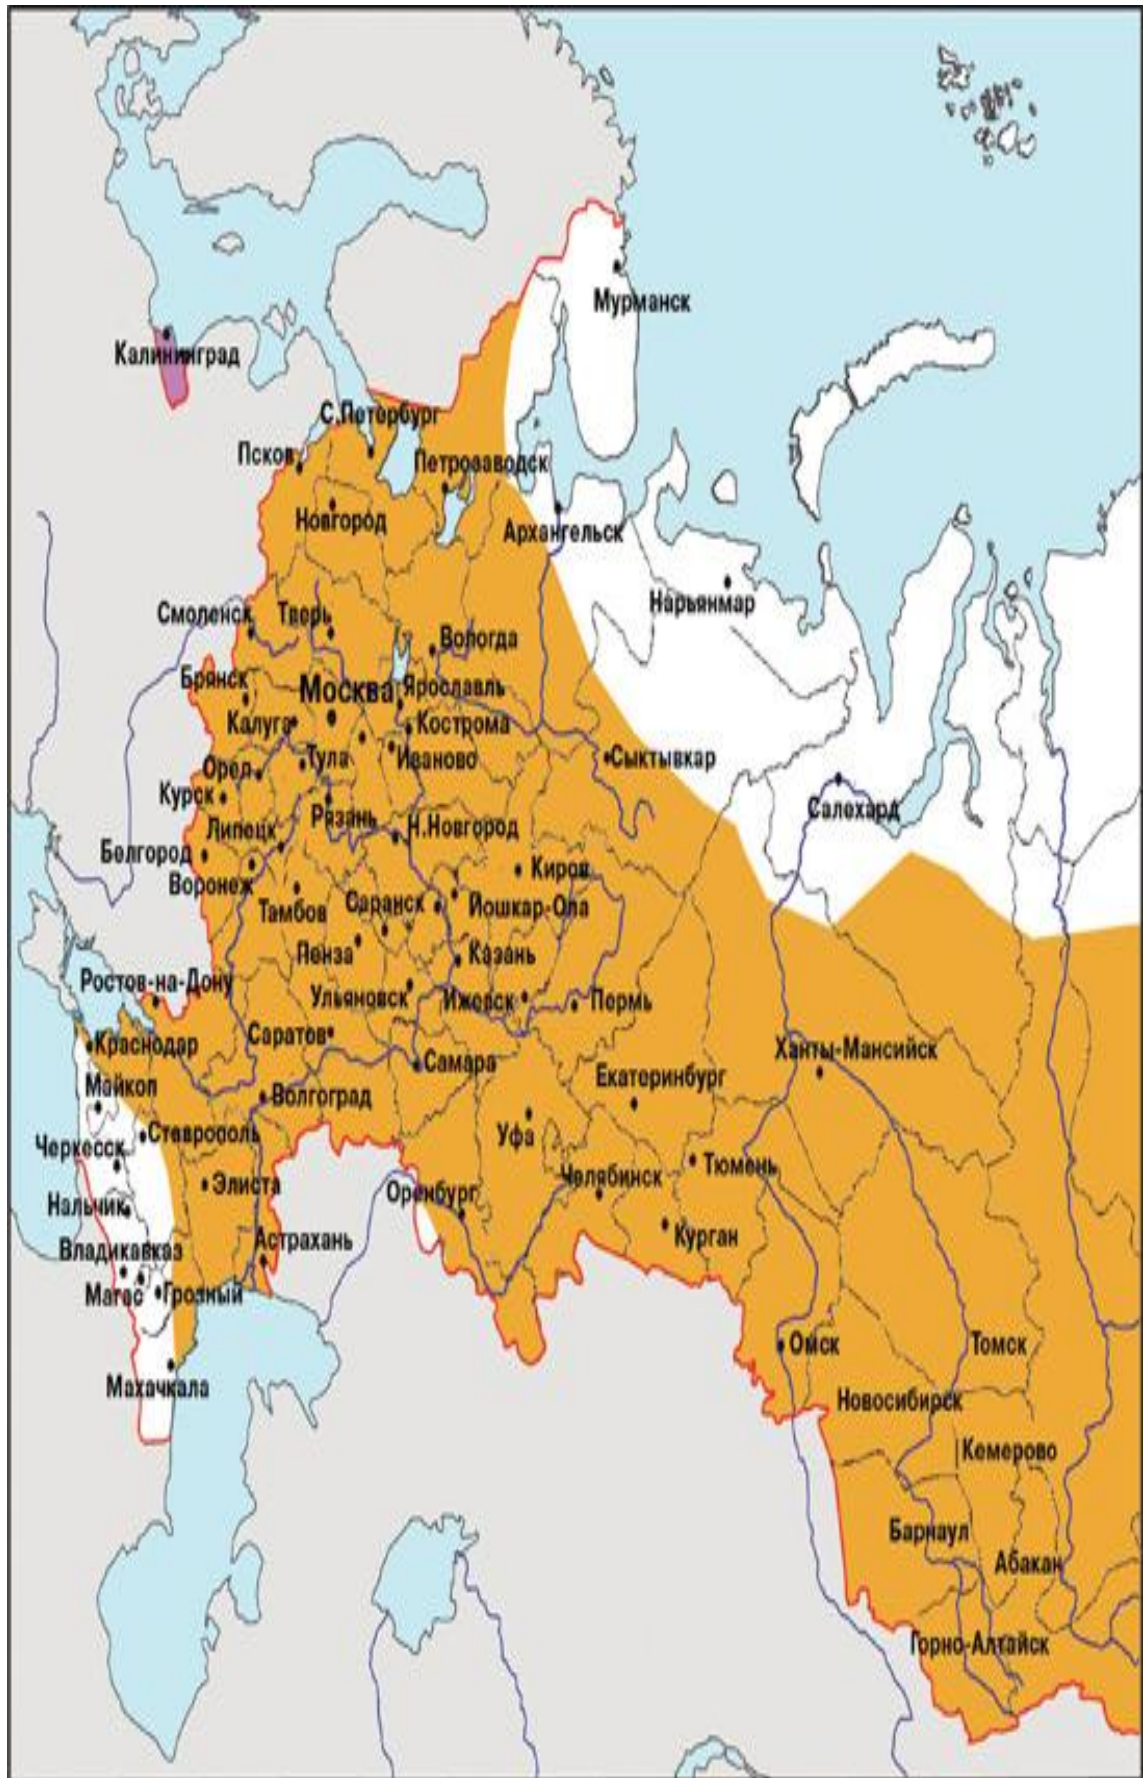 Мурманск
Калининград
С.Петербург
Псков
Петрозаводск
Новгород
Архангельск
Нарьянмар
Смоленск
Тверь
Вологда
Брянск
Москва
Ярославль
Калуга
Кострома
Орел
Тула
Иваново
Сыктывкар
Курск
Салехард
Липецк
Рязань
Н.Новгород
Белгород
Киров
Воронеж
Тамбов
Саранск
Йошкар-Ола
Пенза
Казань
Ростов-на-Дону
Ульяновск
Ижевск
Пермь
Краснодар
Саратов
Самара
Ханты-Мансийск
Майкоп
Волгоград
Екатеринбург
Черкесск
Ставрополь
Уфа
Тюмень
Элиста
Оренбург
Челябинск
Нальчик
Владикавказ
Астрахань
Курган
Магас
Грозный
Омск
Томск
Махачкала
Новосибирск
Кемерово
Барнаул
Абакан
Горно-Алтайск